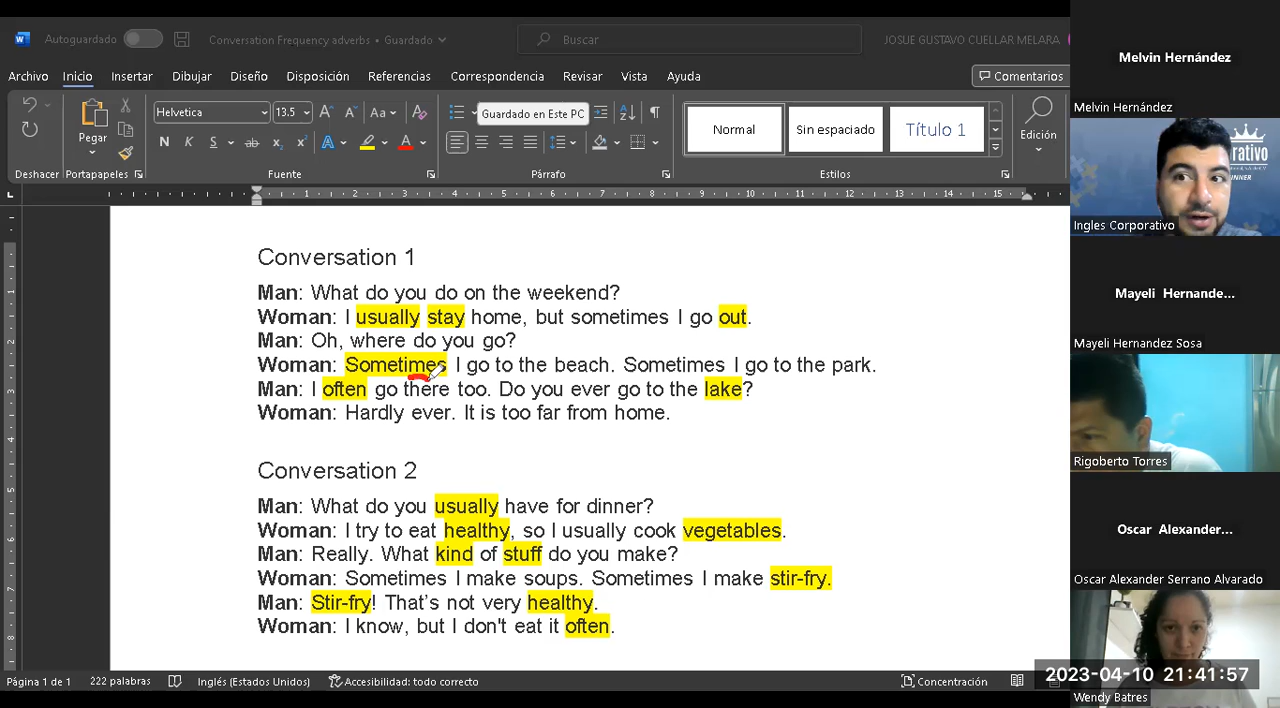 Autoguardado
Conversation Frequency adverbs • Guardado
Buscar
JOSUE GUSTAVO CUELLAR MELARA
Archivo Inicio Insertar Dibujar Diseño Disposición Referencias Correspondencia Revisar Vista Ayuda
Comentarios
Pegar
Helvetica 13.5
Guardado en Este PC
Normal
Sin espaciado
Título 1
Edición
Deshacer Portapapeles Fuente Párrafo Estilos
Conversation 1
Man: What do you do on the weekend?
Woman: I usually stay home, but sometimes I go out.
Man: Oh, where do you go?
Woman: Sometimes I go to the beach. Sometimes I go to the park.
Man: I often go there too. Do you ever go to the lake?
Woman: Hardly ever. It is too far from home.
Conversation 2
Man: What do you usually have for dinner?
Woman: I try to eat healthy, so I usually cook vegetables.
Man: Really. What kind of stuff do you make?
Woman: Sometimes I make soups. Sometimes I make stir-fry.
Man: Stir-fry! That's not very healthy.
Woman: I know, but I don't eat it often.
Página 1 de 1 222 palabras Inglés (Estados Unidos) Accesibilidad: todo correcto Concentración
Melvin Hernández
Melvin Hernández
Ingles Corporativo
Mayeli Hernande...
Mayeli Hernandez Sosa
Rigoberto Torres
Oscar Alexander...
Oscar Alexander Serrano Alvarado
2023-04-10 21:41:57
Wendy Batres